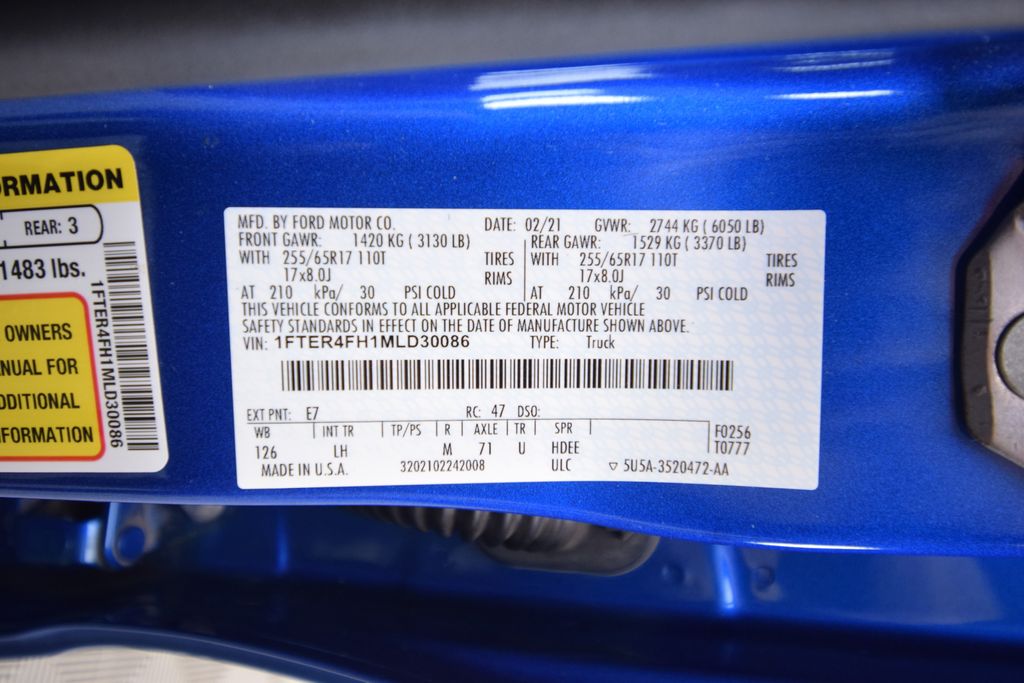 ORMATION
REAR: 3
1483 lbs.
OWNERS
NUAL FOR
DDITIONAL
FORMATION
1FTER4FH1MLD30086
MFD. BY FORD MOTOR CO. DATE: 02/21 GVWR: 2744 KG ( 6050 LB)
FRONT GAWR: 1420 KG ( 3130 LB) REAR GAWR: 1529 KG ( 3370 LB)
WITH 255/65R17 110T TIRES WITH 255/65R17 110T TIRES
17x8.0J RIMS 17x8.0J RIMS
AT 210 kPa/ 30 PSI COLD AT 210 kPa/ 30 PSI COLD
THIS VEHICLE CONFORMS TO ALL APPLICABLE FEDERAL MOTOR VEHICLE
SAFETY STANDARDS IN EFFECT ON THE DATE OF MANUFACTURE SHOWN ABOVE.
VIN: 1FTER4FH1MLD30086 TYPE: Truck
EXT PNT: E7 RC: 47 DSO:
WB INT TR TP/PS R AXLE TR SPR F0256
126 LH M 71 U HDEE T0777
MADE IN U.S.A. 3202102242008 ULC ▽ 5U5A-3520472-AA